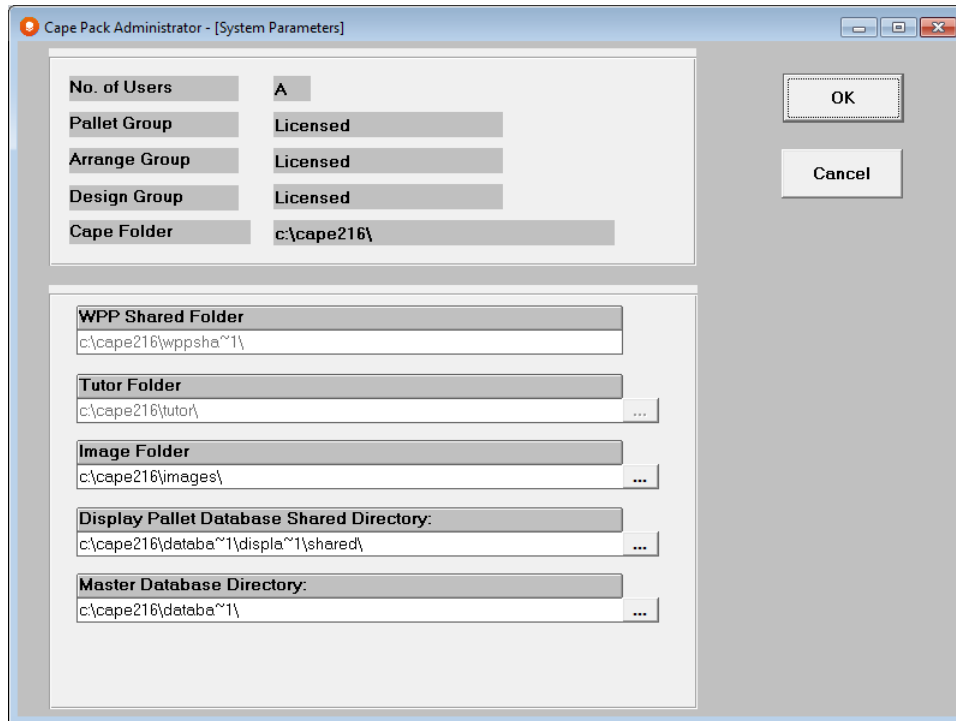 Cape Pack Administrator - [System Parameters]
No. of Users A
Pallet Group Licensed
Arrange Group Licensed
Design Group Licensed
Cape Folder c:\cape216\
OK
Cancel
WPP Shared Folder
c:\cape216\wppsha~1\
Tutor Folder
c:\cape216\tutor\ ...
Image Folder
c:\cape216\images\ ...
Display Pallet Database Shared Directory:
c:\cape216\databa~1\displa~1\shared\ ...
Master Database Directory:
c:\cape216\databa~1\ ...